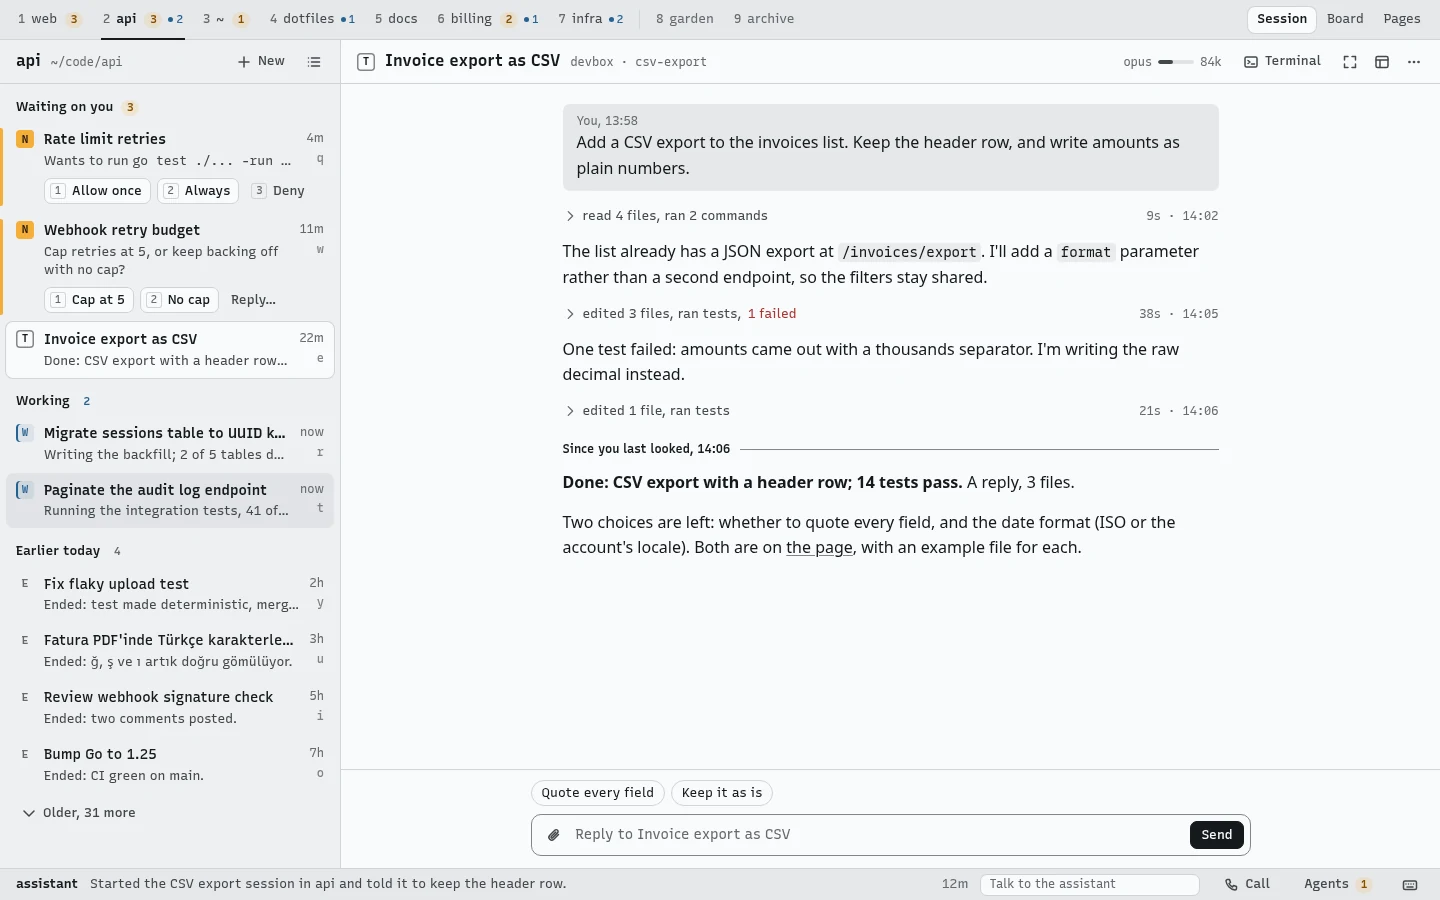 1 web 3 2 api 3 •2 3 ~ 1 4 dotfiles •1 5 docs 6 billing 2 •1 7 infra •2 8 garden 9 archive Session Board Pages
api ~/code/api + New
T Invoice export as CSV devbox · csv-export opus 84k Terminal ···
Waiting on you 3
N Rate limit retries 4m
Wants to run go test ./... -run … q
1 Allow once 2 Always 3 Deny
N Webhook retry budget 11m
Cap retries at 5, or keep backing off w
with no cap?
1 Cap at 5 2 No cap Reply…
T Invoice export as CSV 22m
Done: CSV export with a header row… e
Working 2
W Migrate sessions table to UUID k… now
Writing the backfill; 2 of 5 tables d… r
W Paginate the audit log endpoint now
Running the integration tests, 41 of… t
Earlier today 4
E Fix flaky upload test 2h
Ended: test made deterministic, merg… y
E Fatura PDF'inde Türkçe karakterle… 3h
Ended: ğ, ş ve ı artık doğru gömülüyor. u
E Review webhook signature check 5h
Ended: two comments posted. i
E Bump Go to 1.25 7h
Ended: CI green on main. o
Older, 31 more
You, 13:58
Add a CSV export to the invoices list. Keep the header row, and write amounts as
plain numbers.
read 4 files, ran 2 commands 9s · 14:02
The list already has a JSON export at /invoices/export. I'll add a format parameter
rather than a second endpoint, so the filters stay shared.
edited 3 files, ran tests, 1 failed 38s · 14:05
One test failed: amounts came out with a thousands separator. I'm writing the raw
decimal instead.
edited 1 file, ran tests 21s · 14:06
Since you last looked, 14:06
Done: CSV export with a header row; 14 tests pass. A reply, 3 files.
Two choices are left: whether to quote every field, and the date format (ISO or the
account's locale). Both are on the page, with an example file for each.
Quote every field Keep it as is
Reply to Invoice export as CSV Send
assistant Started the CSV export session in api and told it to keep the header row. 12m Talk to the assistant Call Agents 1